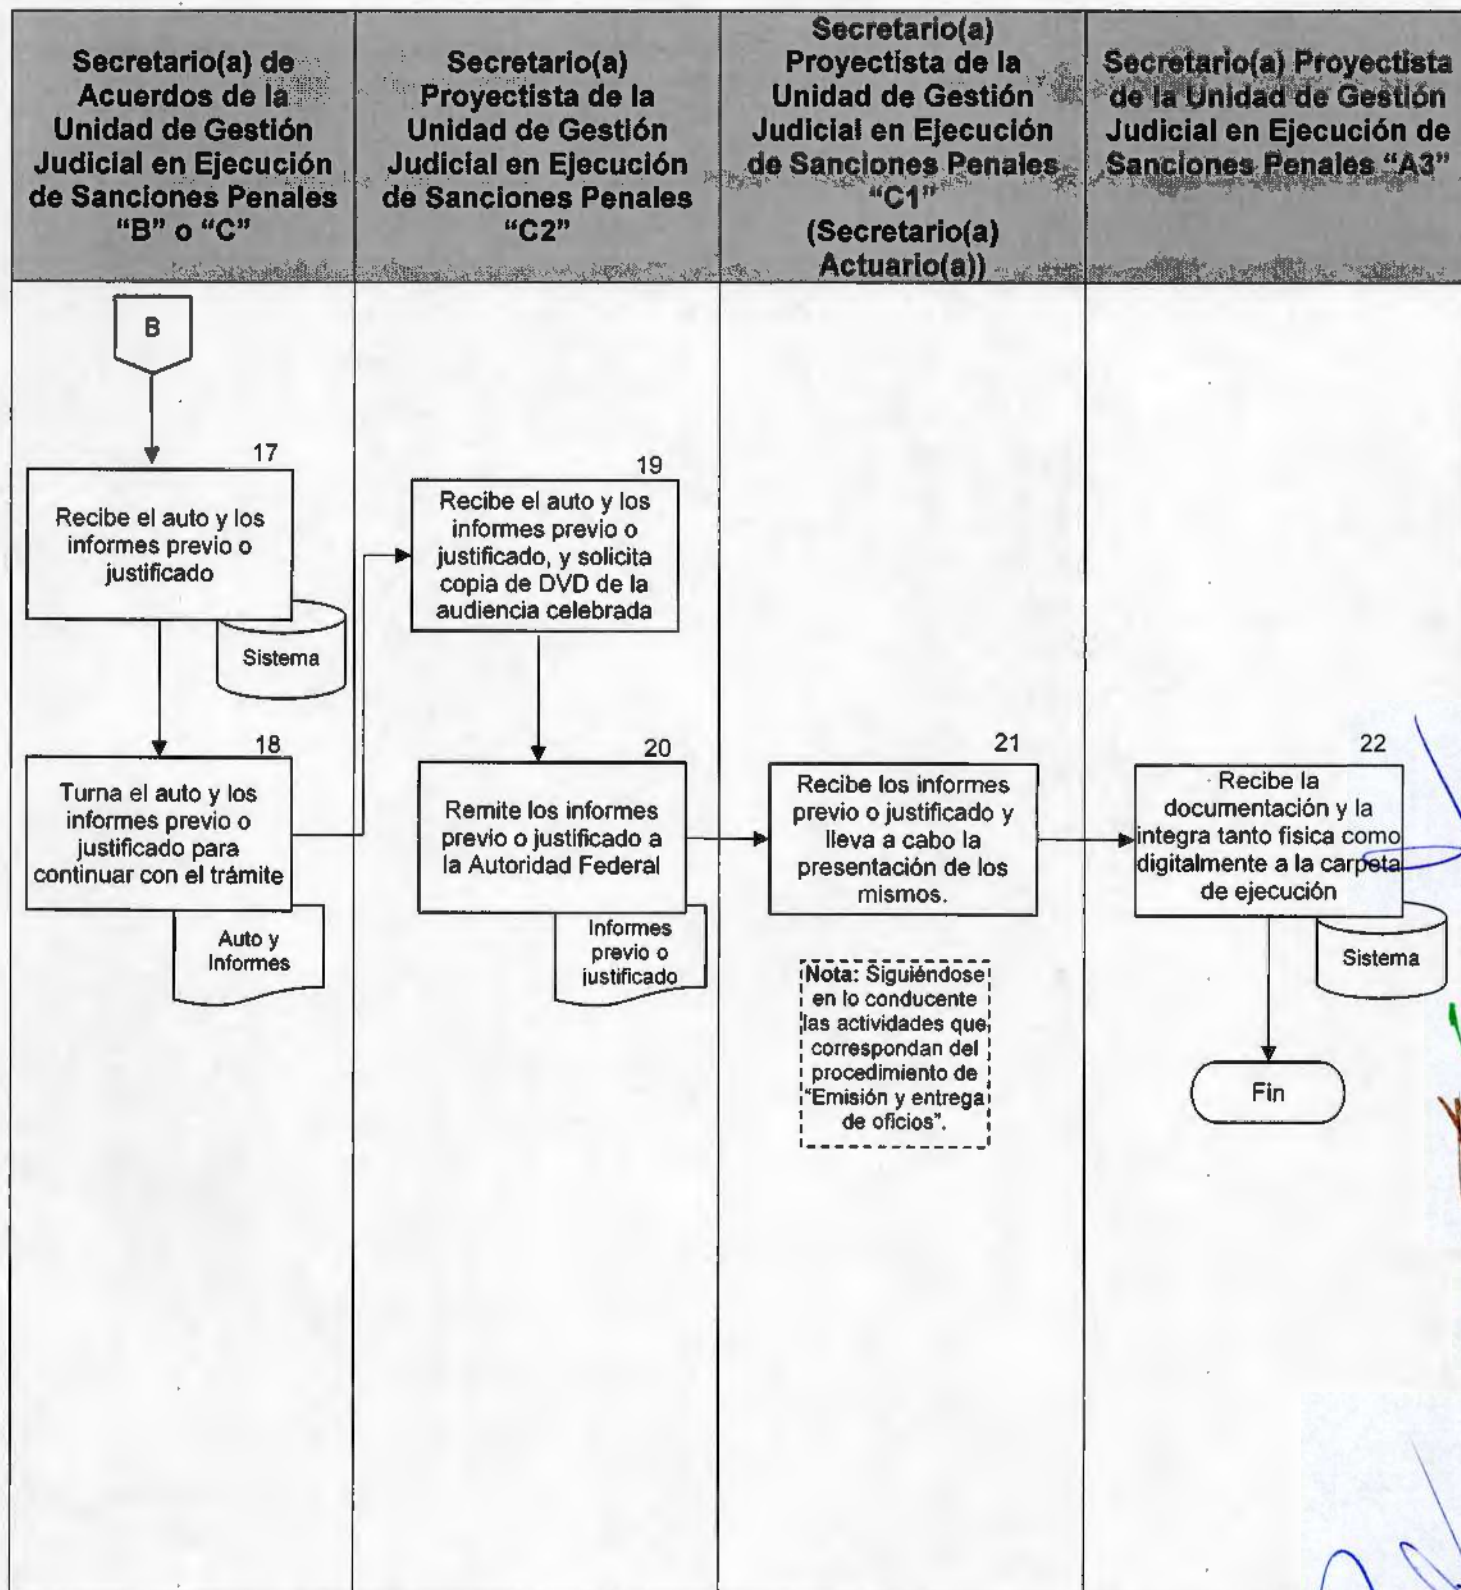 Secretario(a) de
Acuerdos de la
Unidad de Gestión
Judicial en Ejecución
de Sanciones Penales
“B” o “C”
Secretario(a)
Proyectista de la
Unidad de Gestión
Judicial en Ejecución
de Sanciones Penales
“C2”
Secretario(a)
Proyectista de la
Unidad de Gestión
Judicial en Ejecución
de Sanciones Penales
“C1”
(Secretario(a)
Actuario(a))
Secretario(a) Proyectista
de la Unidad de Gestión
Judicial en Ejecución de
Sanciones Penales “A3”
B
17
Recibe el auto y los
informes previo o
justificado
Sistema
18
Turna el auto y los
informes previo o
justificado para
continuar con el trámite
Auto y
Informes
19
Recibe el auto y los
informes previo o
justificado, y solicita
copia de DVD de la
audiencia celebrada
20
Remite los informes
previo o justificado a
la Autoridad Federal
Informes
previo o
justificado
21
Recibe los informes
previo o justificado y
lleva a cabo la
presentación de los
mismos.
Nota: Siguiéndose
en lo conducente
las actividades que
correspondan del
procedimiento de
“Emisión y entrega
de oficios”.
22
Recibe la
documentación y la
integra tanto física como
digitalmente a la carpeta
de ejecución
Sistema
Fin